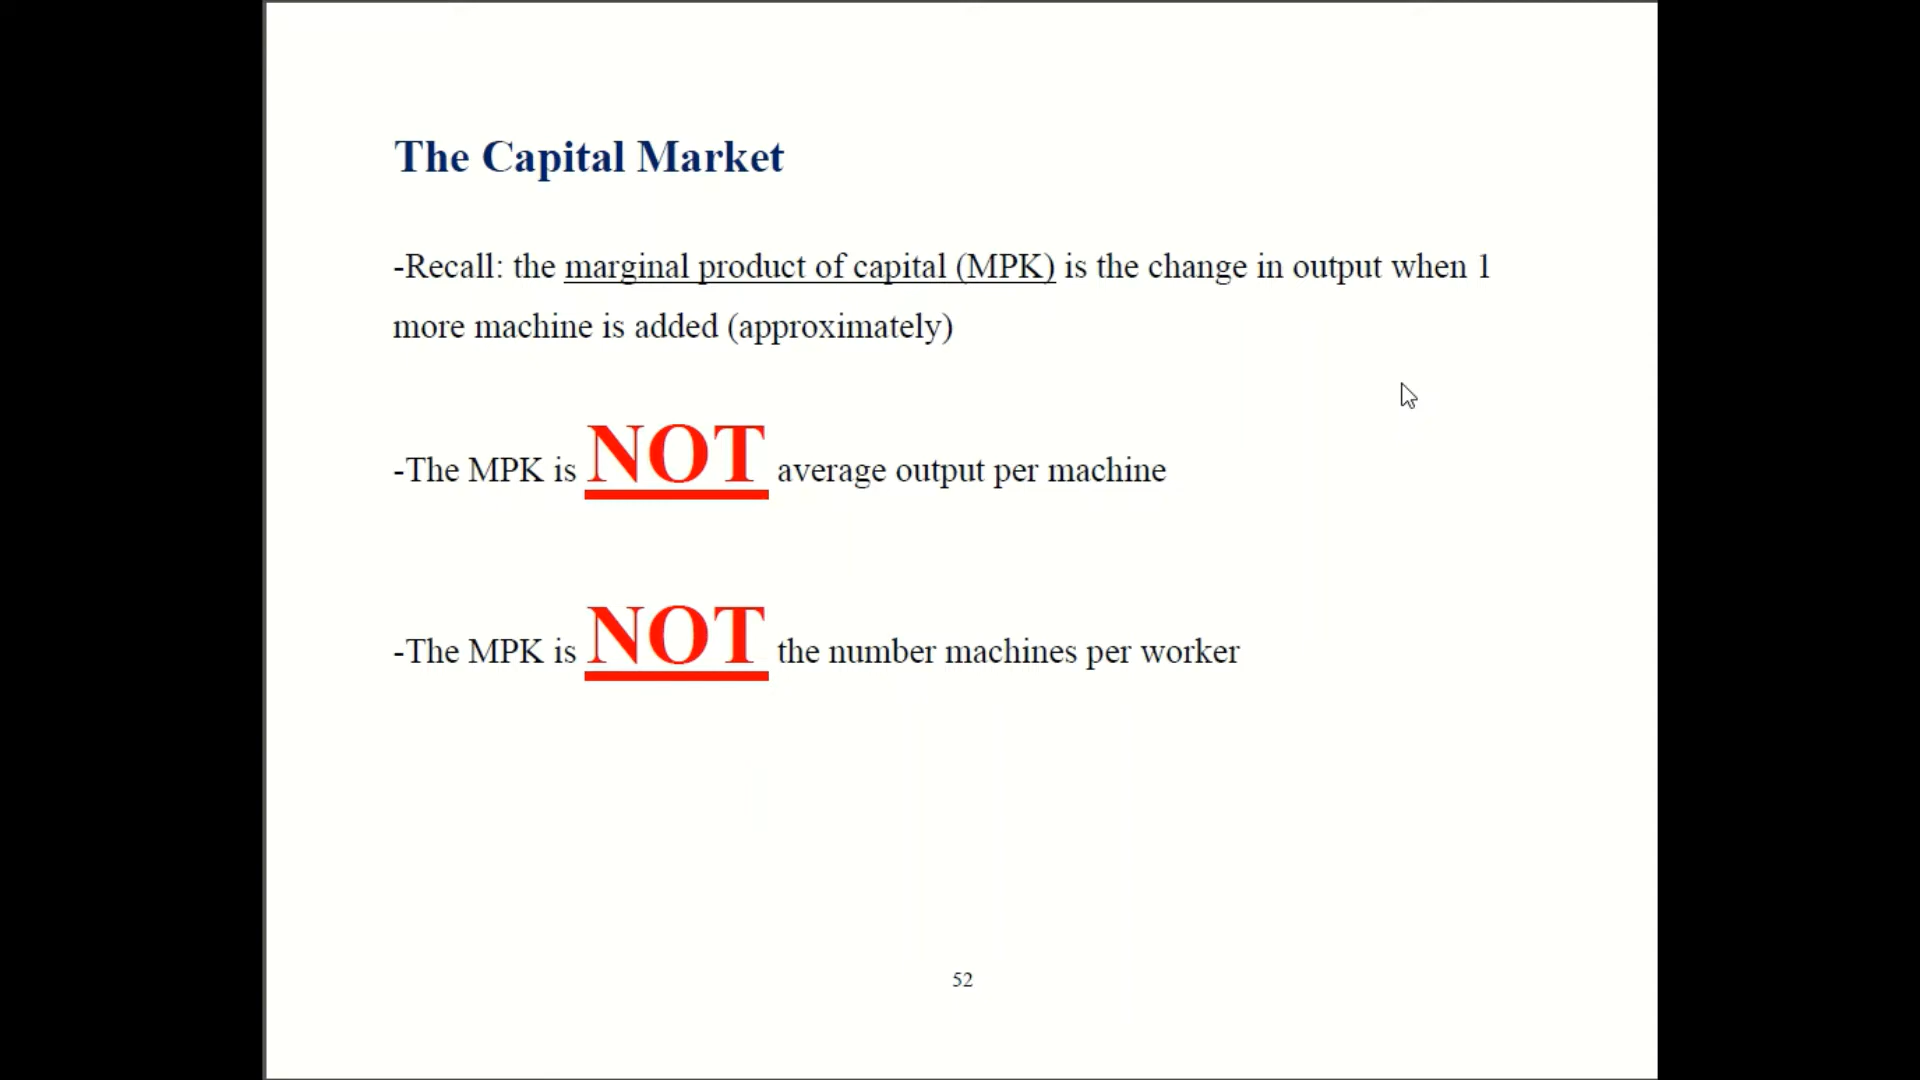 The Capital Market
-Recall: the marginal product of capital (MPK) is the change in output when 1
more machine is added (approximately)
-The MPK is NOT average output per machine
-The MPK is NOT the number machines per worker
52